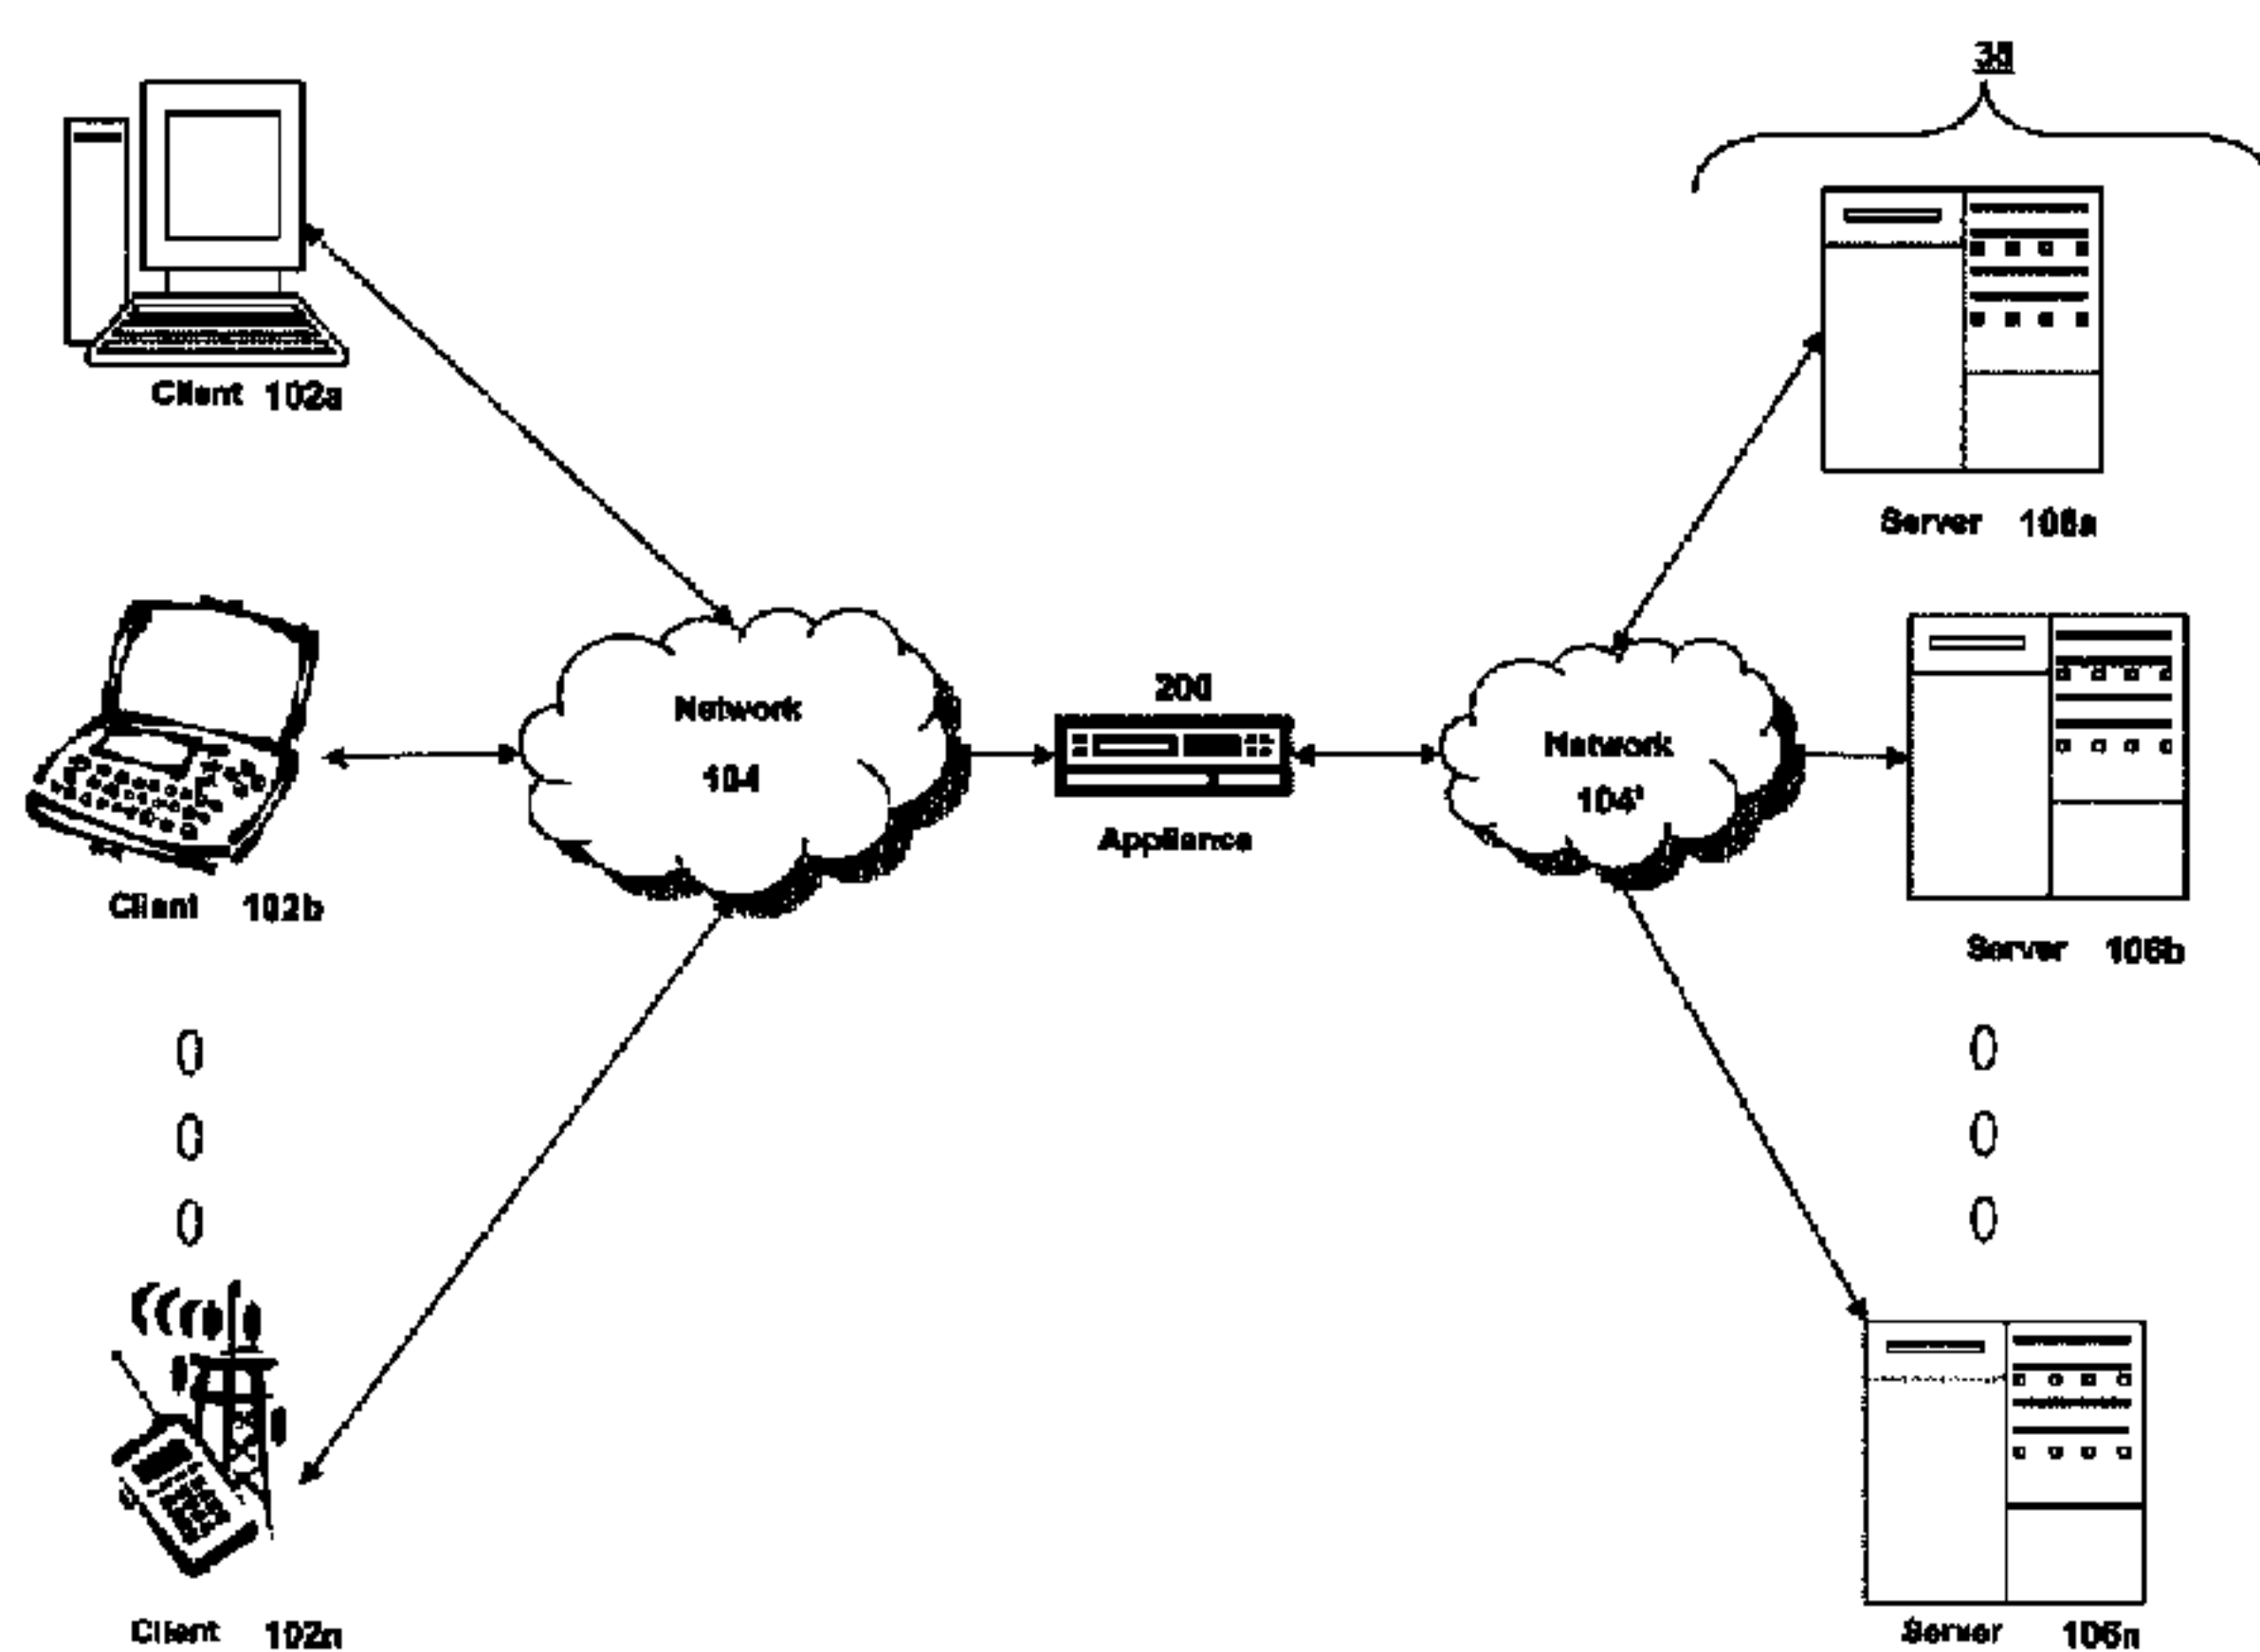 38
Client 102a
Server 106a
Network
104
200
Appliance
Network
104'
Client 102b
Server 106b
Client 102n
Server 106n